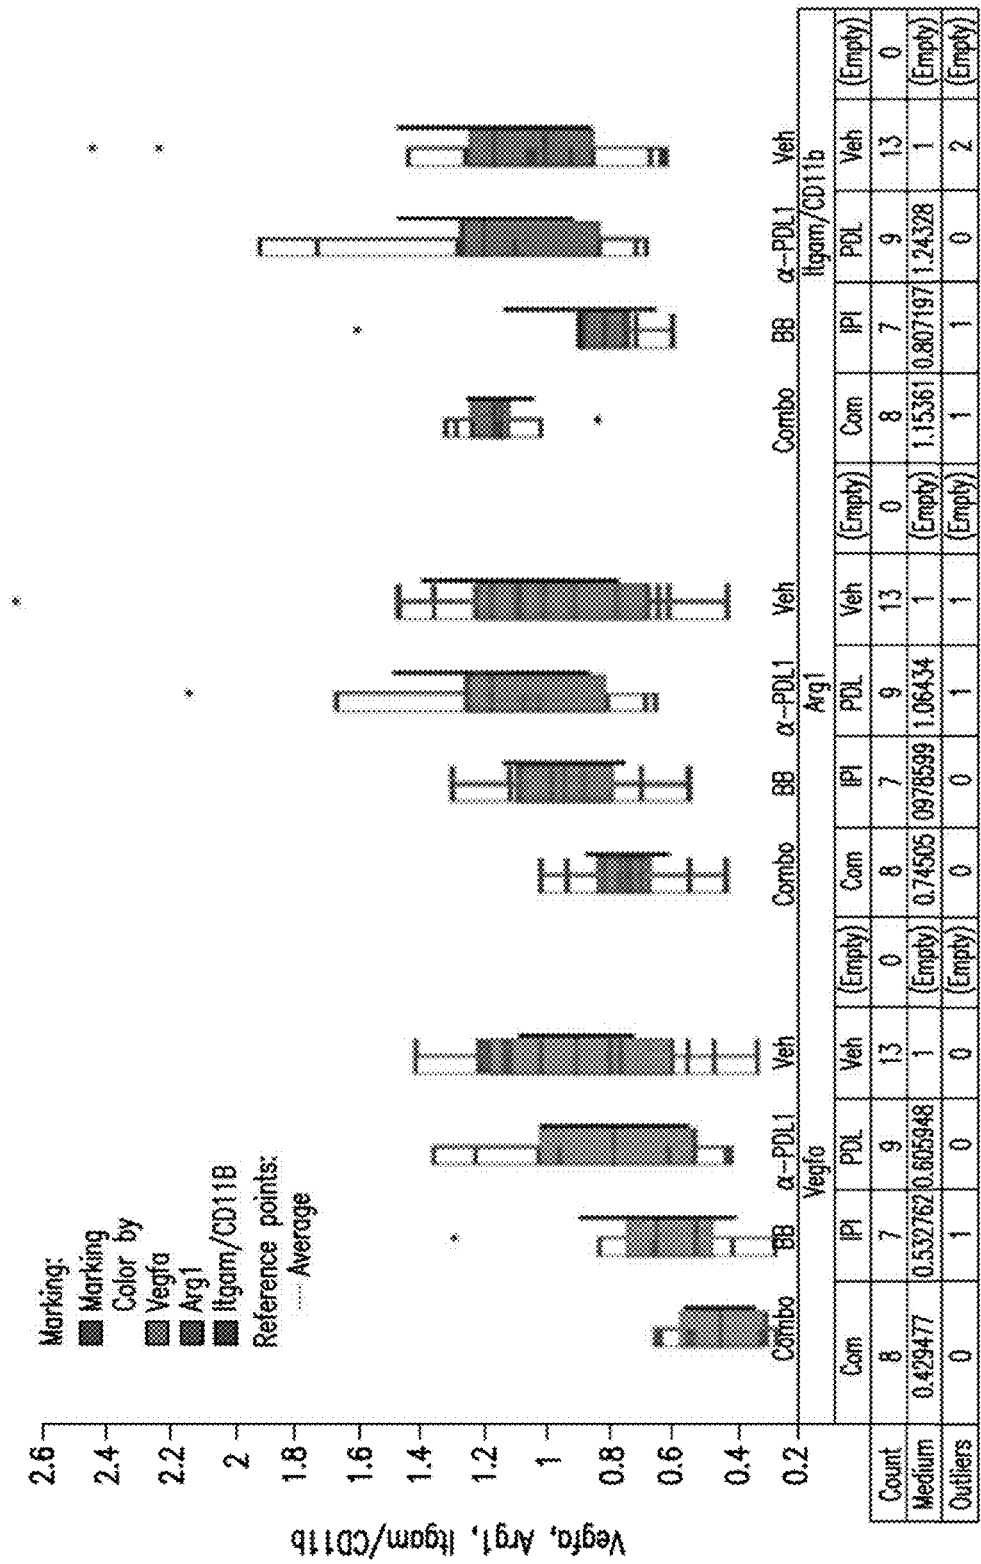 Vegfa, Arg1, Itgam/CD11b
2.6
2.4
2.2
2
1.8
1.6
1.4
1.2
1
0.8
0.6
0.4
0.2
Marking:
Marking
Color by
Vegfa
Arg1
Itgam/CD11B
Reference points:
Average
Combo BB α-PDL1 Veh Combo BB α-PDL1 Veh Combo BB α-PDL1 Veh
Vegfa Arg1 Itgam/CD11b
Com IPI PDL Veh (Empty) Com IPI PDL Veh (Empty) Com IPI PDL Veh (Empty)
Count 8 7 9 13 0 8 7 9 13 0 8 7 9 13 0
Medium 0.429477 0.532762 0.605948 1 (Empty) 0.74505 0978599 1.06434 1 (Empty) 1.15361 0.807197 1.24328 1 (Empty)
Outliers 0 1 0 0 (Empty) 0 0 1 1 (Empty) 1 1 0 2 (Empty)